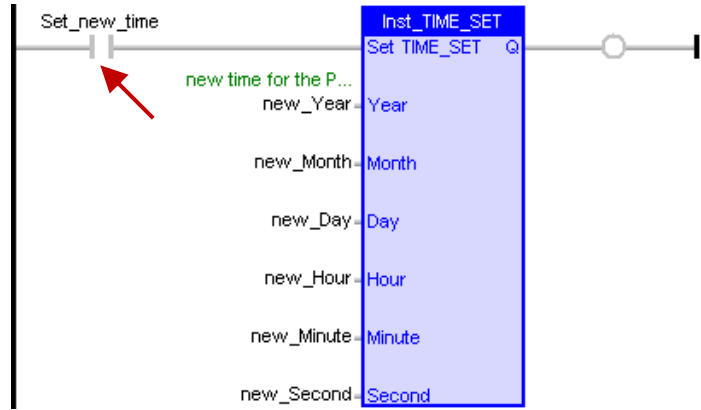 Set_new_time
Inst_TIME_SET
Set TIME_SET Q
new time for the P...
new_Year Year
new_Month Month
new_Day Day
new_Hour Hour
new_Minute Minute
new_Second Second